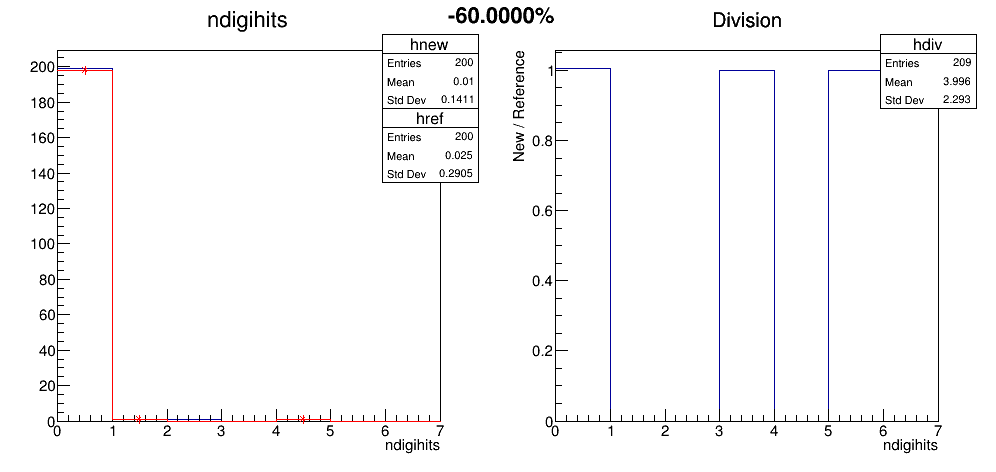 -60.0000%
ndigihits
hnew
Entries 200
Mean 0.01
Std Dev 0.1411
href
Entries 200
Mean 0.025
Std Dev 0.2905
200
180
160
140
120
100
80
60
40
20
0
0 1 2 3 4 5 6 7
ndigihits
Division
hdiv
Entries 209
Mean 3.996
Std Dev 2.293
New / Reference
1
0.8
0.6
0.4
0.2
0
0 1 2 3 4 5 6 7
ndigihits